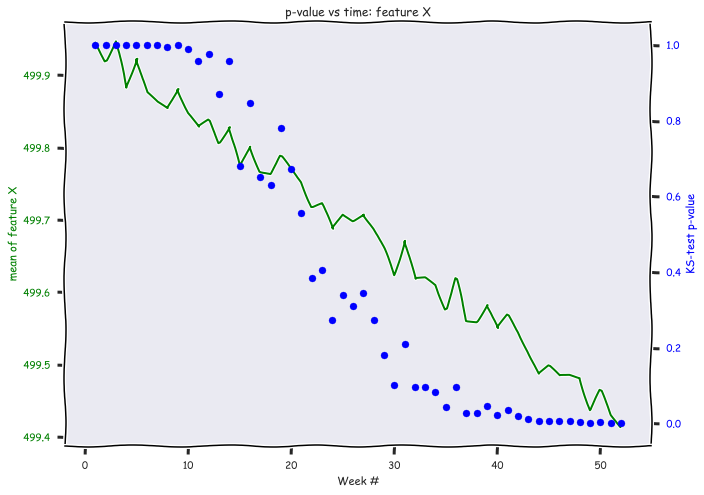 p-value vs time: feature X
499.9
499.8
499.7
499.6
499.5
499.4
mean of feature X
1.0
0.8
0.6
0.4
0.2
0.0
KS-test p-value
0 10 20 30 40 50
Week #